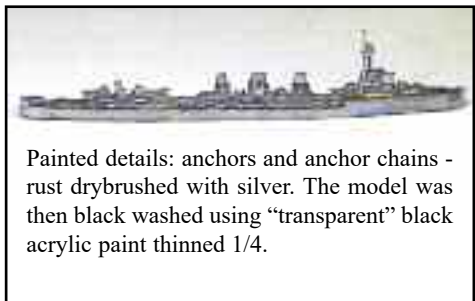 Painted details: anchors and anchor chains -
rust drybrushed with silver. The model was
then black washed using “transparent” black
acrylic paint thinned 1/4.